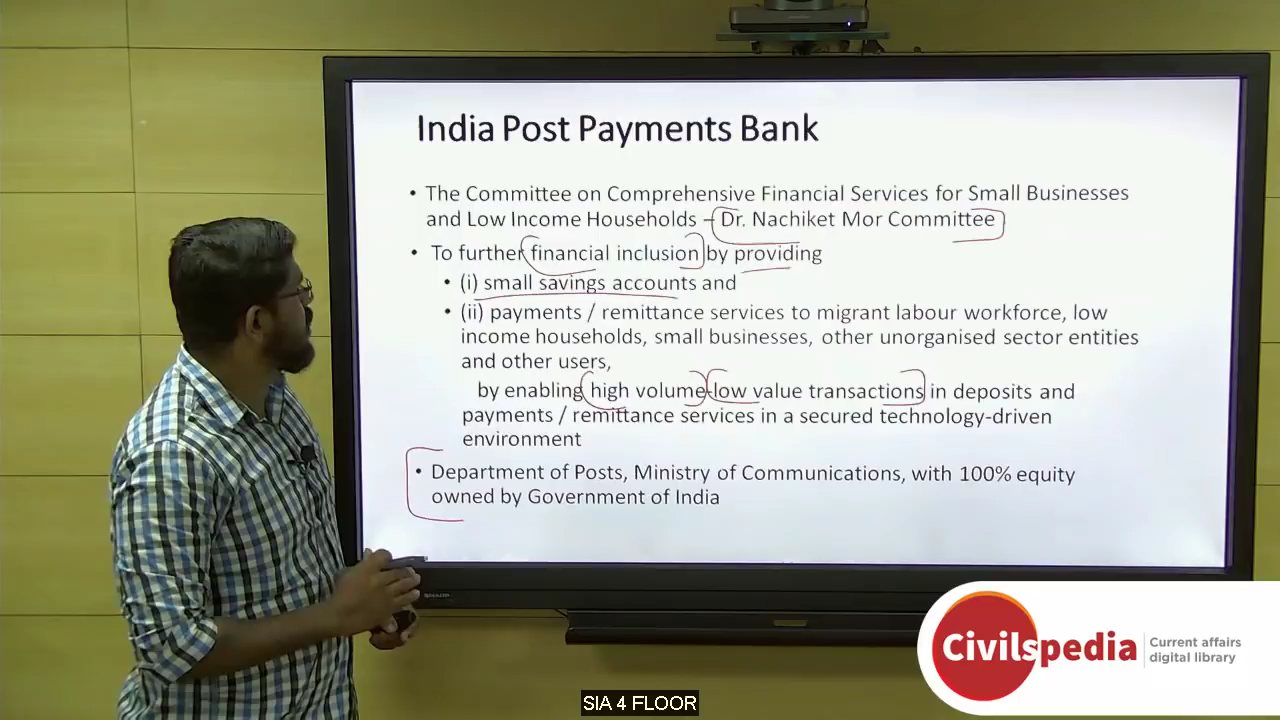 India Post Payments Bank
• The Committee on Comprehensive Financial Services for Small Businesses
and Low Income Households – Dr. Nachiket Mor Committee
• To further financial inclusion by providing
• (i) small savings accounts and
• (ii) payments / remittance services to migrant labour workforce, low
income households, small businesses, other unorganised sector entities
and other users,
by enabling high volume-low value transactions in deposits and
payments / remittance services in a secured technology-driven
environment
• Department of Posts, Ministry of Communications, with 100% equity
owned by Government of India
Civilspedia
Current affairs
digital library
SIA 4 FLOOR